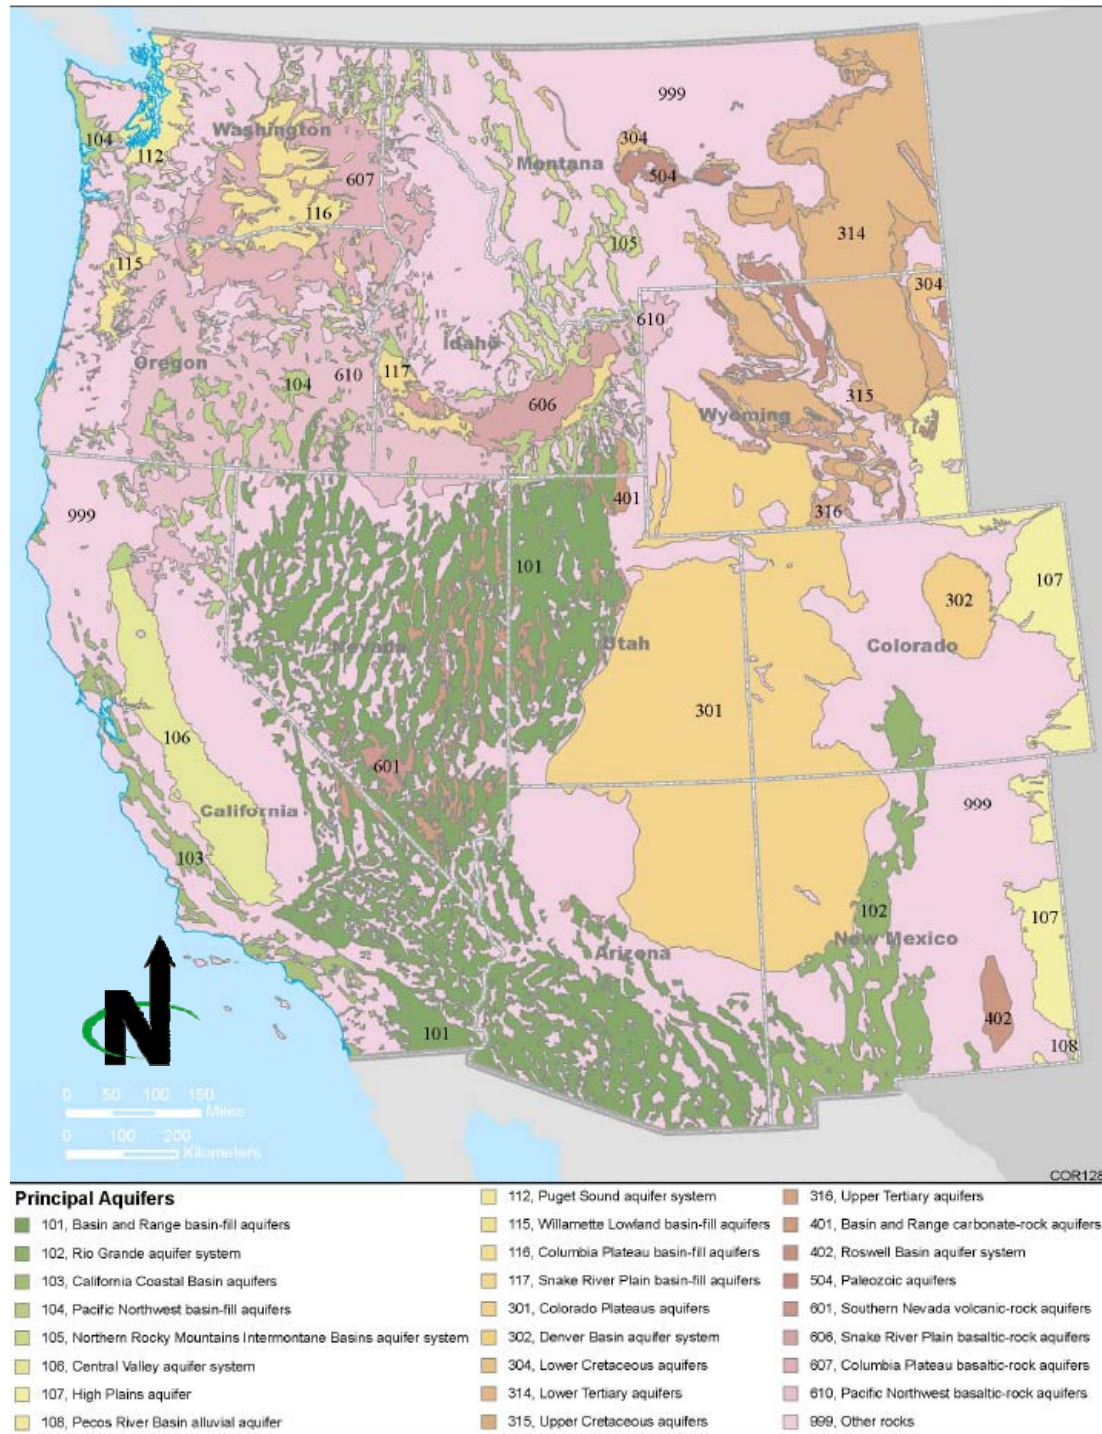 999
104
Washington
304
112
Montana
504
607
116
105
314
115
304
610
Idaho
Oregon
104
610
117
606
315
Wyoming
401
316
999
101
107
302
Nevada
Utah
Colorado
301
106
601
California
999
103
102
107
New Mexico
Arizona
402
101
108
N
0 50 100 150
Miles
0 100 200
Kilometers
COR128
Principal Aquifers
101, Basin and Range basin-fill aquifers
102, Rio Grande aquifer system
103, California Coastal Basin aquifers
104, Pacific Northwest basin-fill aquifers
105, Northern Rocky Mountains Intermontane Basins aquifer system
106, Central Valley aquifer system
107, High Plains aquifer
108, Pecos River Basin alluvial aquifer
112, Puget Sound aquifer system
115, Willamette Lowland basin-fill aquifers
116, Columbia Plateau basin-fill aquifers
117, Snake River Plain basin-fill aquifers
301, Colorado Plateaus aquifers
302, Denver Basin aquifer system
304, Lower Cretaceous aquifers
314, Lower Tertiary aquifers
315, Upper Cretaceous aquifers
316, Upper Tertiary aquifers
401, Basin and Range carbonate-rock aquifers
402, Roswell Basin aquifer system
504, Paleozoic aquifers
601, Southern Nevada volcanic-rock aquifers
606, Snake River Plain basaltic-rock aquifers
607, Columbia Plateau basaltic-rock aquifers
610, Pacific Northwest basaltic-rock aquifers
999, Other rocks